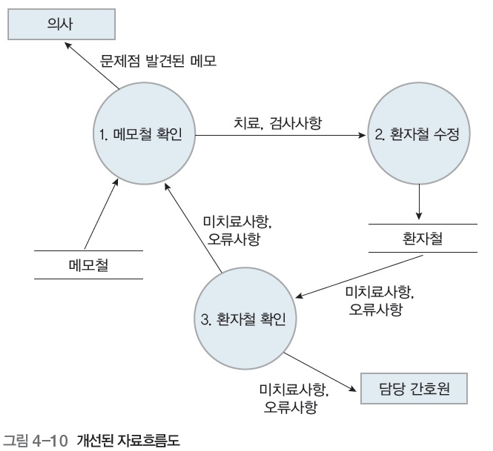 의사
문제점 발견된 메모
1. 메모철 확인
치료, 검사사항
2. 환자철 수정
미치료사항,
오류사항
환자철
메모철
미치료사항,
오류사항
3. 환자철 확인
미치료사항,
오류사항
담당 간호원
그림 4-10 개선된 자료흐름도